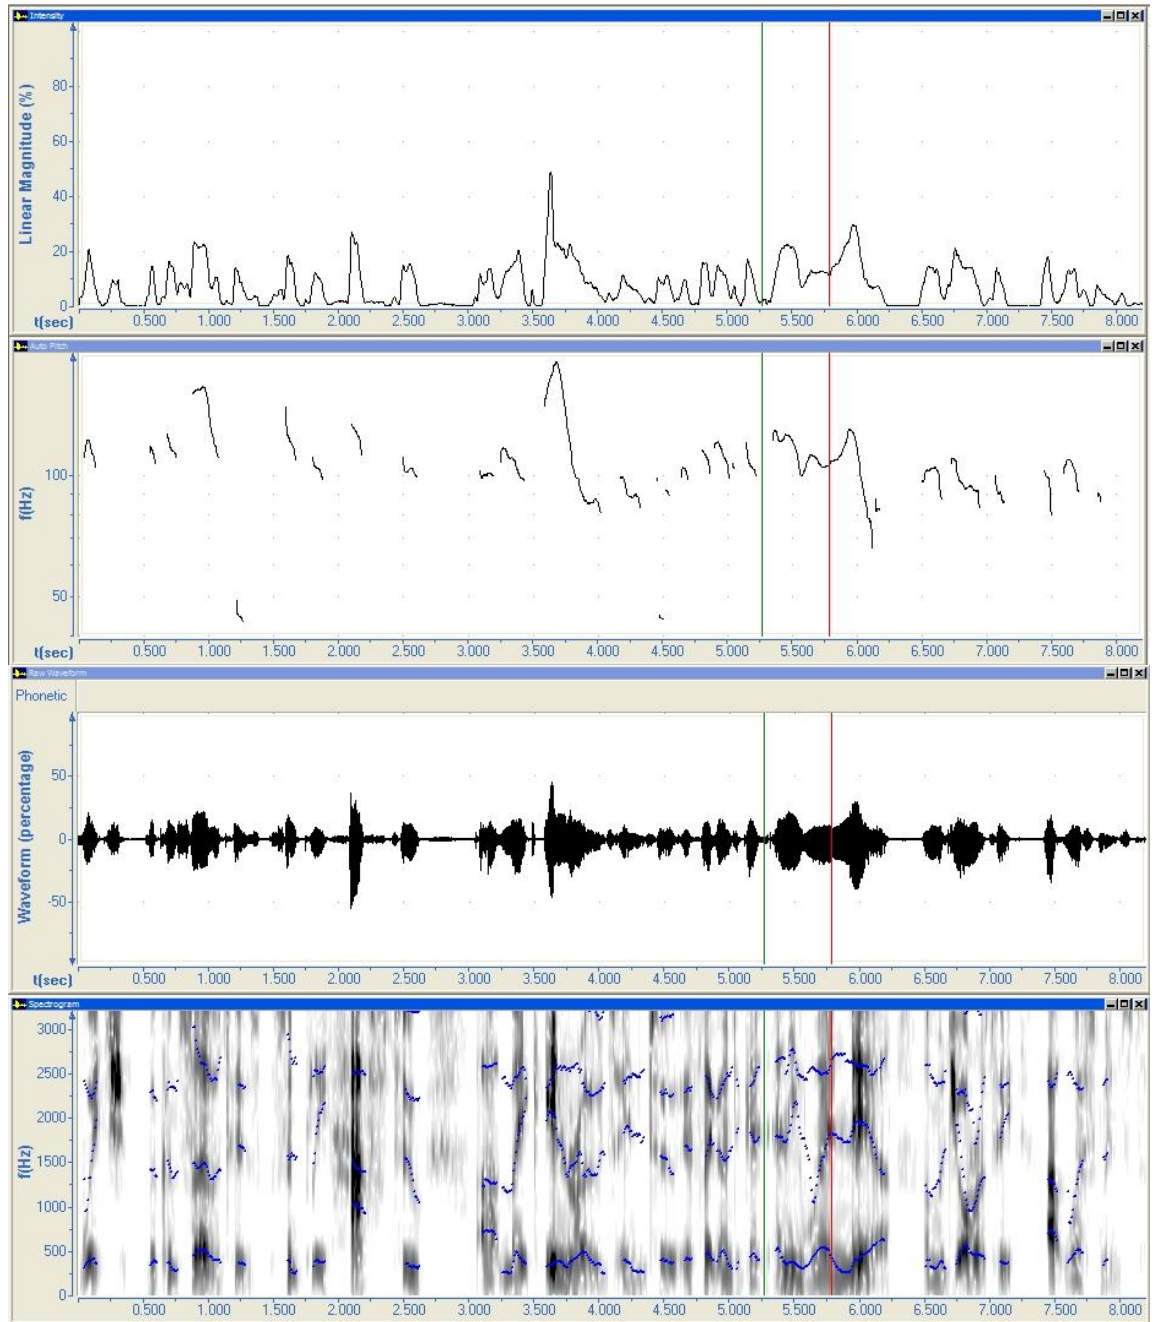 Intensity
Linear Magnitude (%)
80
60
40
20
0
t(sec) 0.500 1.000 1.500 2.000 2.500 3.000 3.500 4.000 4.500 5.000 5.500 6.000 6.500 7.000 7.500 8.000
Auto Pitch
f(Hz)
100
50
t(sec) 0.500 1.000 1.500 2.000 2.500 3.000 3.500 4.000 4.500 5.000 5.500 6.000 6.500 7.000 7.500 8.000
Raw Waveform
Phonetic
Waveform (percentage)
50
0
-50
t(sec) 0.500 1.000 1.500 2.000 2.500 3.000 3.500 4.000 4.500 5.000 5.500 6.000 6.500 7.000 7.500 8.000
Spectrogram
f(Hz)
3000
2500
2000
1500
1000
500
0
t(sec) 0.500 1.000 1.500 2.000 2.500 3.000 3.500 4.000 4.500 5.000 5.500 6.000 6.500 7.000 7.500 8.000